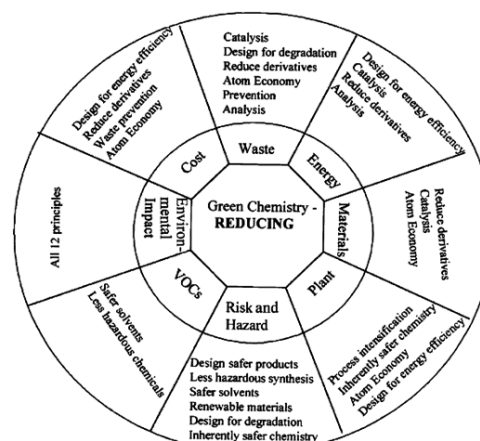 Green Chemistry -
REDUCING
Waste
Catalysis
Design for degradation
Reduce derivatives
Atom Economy
Prevention
Analysis
Energy
Design for energy efficiency
Catalysis
Reduce derivatives
Analysis
Materials
Reduce derivatives
Catalysis
Atom Economy
Plant
Process intensification
Inherently safer chemistry
Atom Economy
Design for energy efficiency
Risk and
Hazard
Design safer products
Less hazardous synthesis
Safer solvents
Renewable materials
Design for degradation
Inherently safer chemistry
VOCs
Safer solvents
Less hazardous chemicals
Environ-
mental
Impact
All 12 principles
Cost
Design for energy efficiency
Reduce derivatives
Waste prevention
Atom Economy